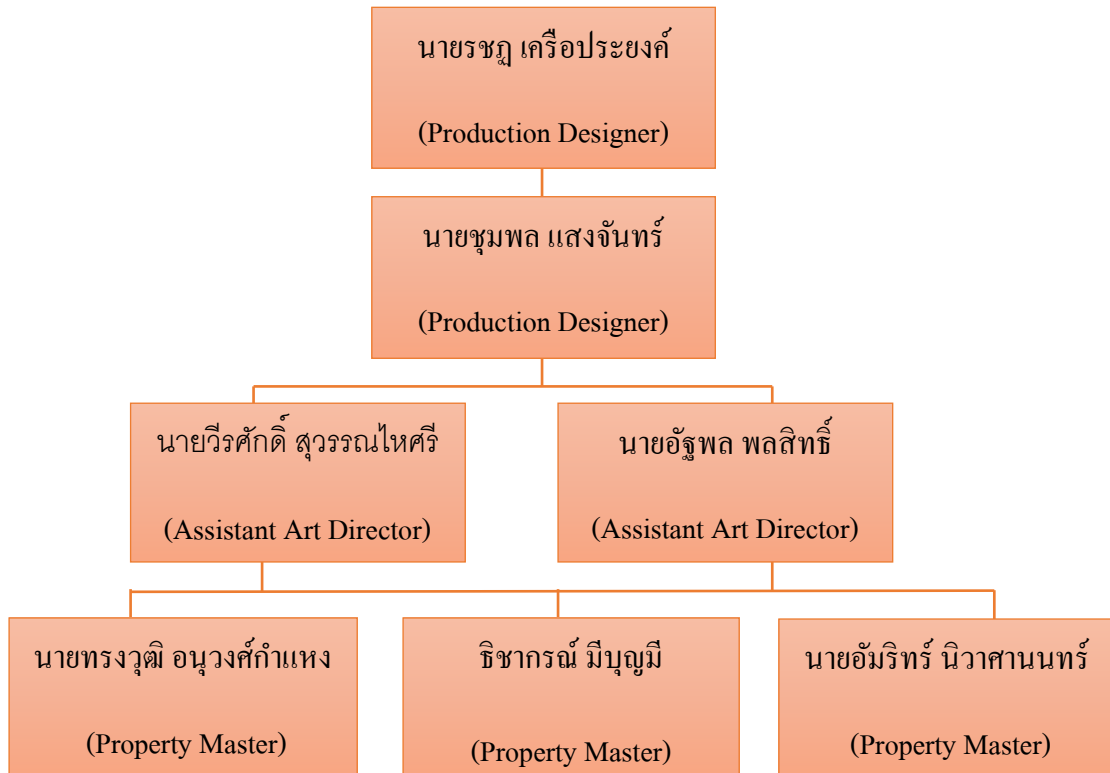 นายรชฏ เครือประยงค์
(Production Designer)
นายชุมพล แสงจันทร์
(Production Designer)
นายวีรศักดิ์ สุวรรณไหศรี
(Assistant Art Director)
นายอัฐพล พลสิทธิ์
(Assistant Art Director)
นายทรงวุฒิ อนุวงศ์กำแหง
(Property Master)
ธิชากรณ์ มีบุญมี
(Property Master)
นายอัมริทร์ นิวาศานนทร์
(Property Master)